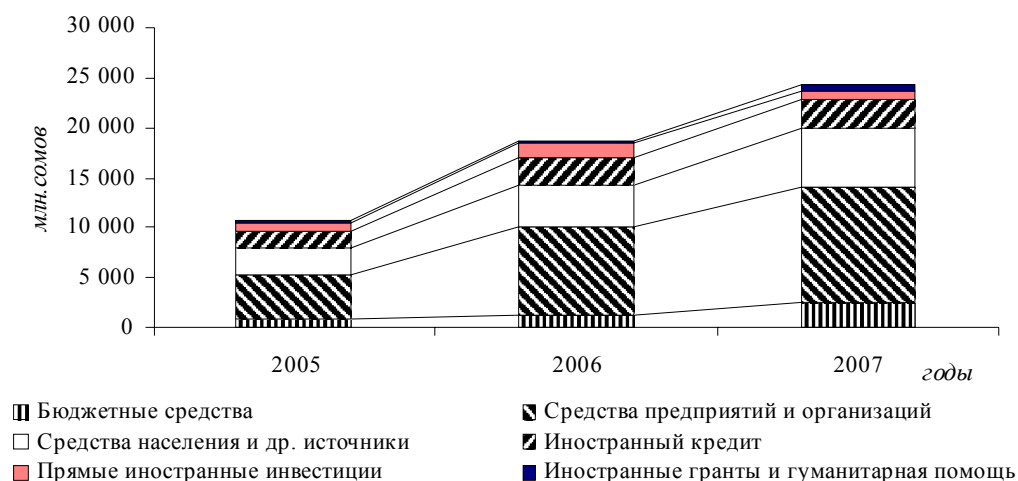 30 000
25 000
20 000
15 000
10 000
5 000
0
млн.сомов
2005 2006 2007
годы
Бюджетные средства Средства предприятий и организаций
Средства населения и др. источники Иностранный кредит
Прямые иностранные инвестиции Иностранные гранты и гуманитарная помощь